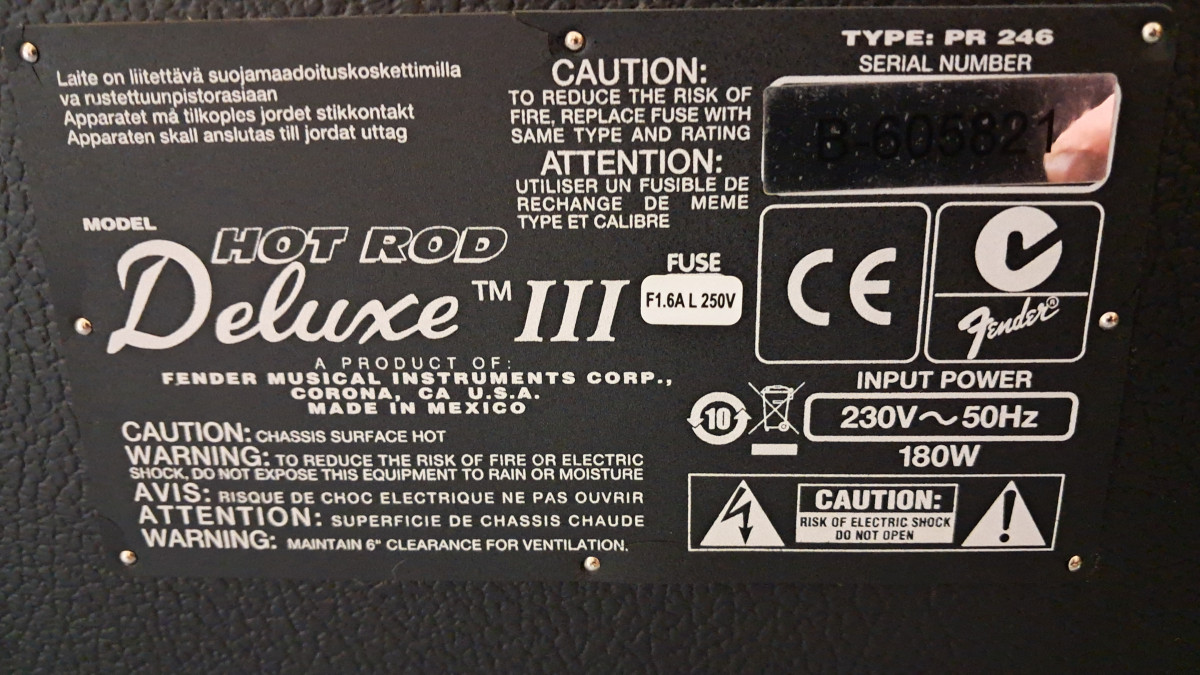 Laite on liitettävä suojamaadoituskoskettimilla
va rustettuunpistorasiaan
Apparatet må tilkoples jordet stikkontakt
Apparaten skall anslutas till jordat uttag
CAUTION:
TO REDUCE THE RISK OF
FIRE, REPLACE FUSE WITH
SAME TYPE AND RATING
ATTENTION:
UTILISER UN FUSIBLE DE
RECHANGE DE MEME
TYPE ET CALIBRE
TYPE: PR 246
SERIAL NUMBER
B-605821
MODEL
HOT ROD
Deluxe™ III
FUSE
F1.6A L 250V
CE
Fender®
A PRODUCT OF:
FENDER MUSICAL INSTRUMENTS CORP.,
CORONA, CA U.S.A.
MADE IN MEXICO
INPUT POWER
10
230V~50Hz
180W
CAUTION: CHASSIS SURFACE HOT
WARNING: TO REDUCE THE RISK OF FIRE OR ELECTRIC
SHOCK, DO NOT EXPOSE THIS EQUIPMENT TO RAIN OR MOISTURE
AVIS: RISQUE DE CHOC ELECTRIQUE NE PAS OUVRIR
ATTENTION: SUPERFICIE DE CHASSIS CHAUDE
WARNING: MAINTAIN 6" CLEARANCE FOR VENTILATION.
CAUTION:
RISK OF ELECTRIC SHOCK
DO NOT OPEN